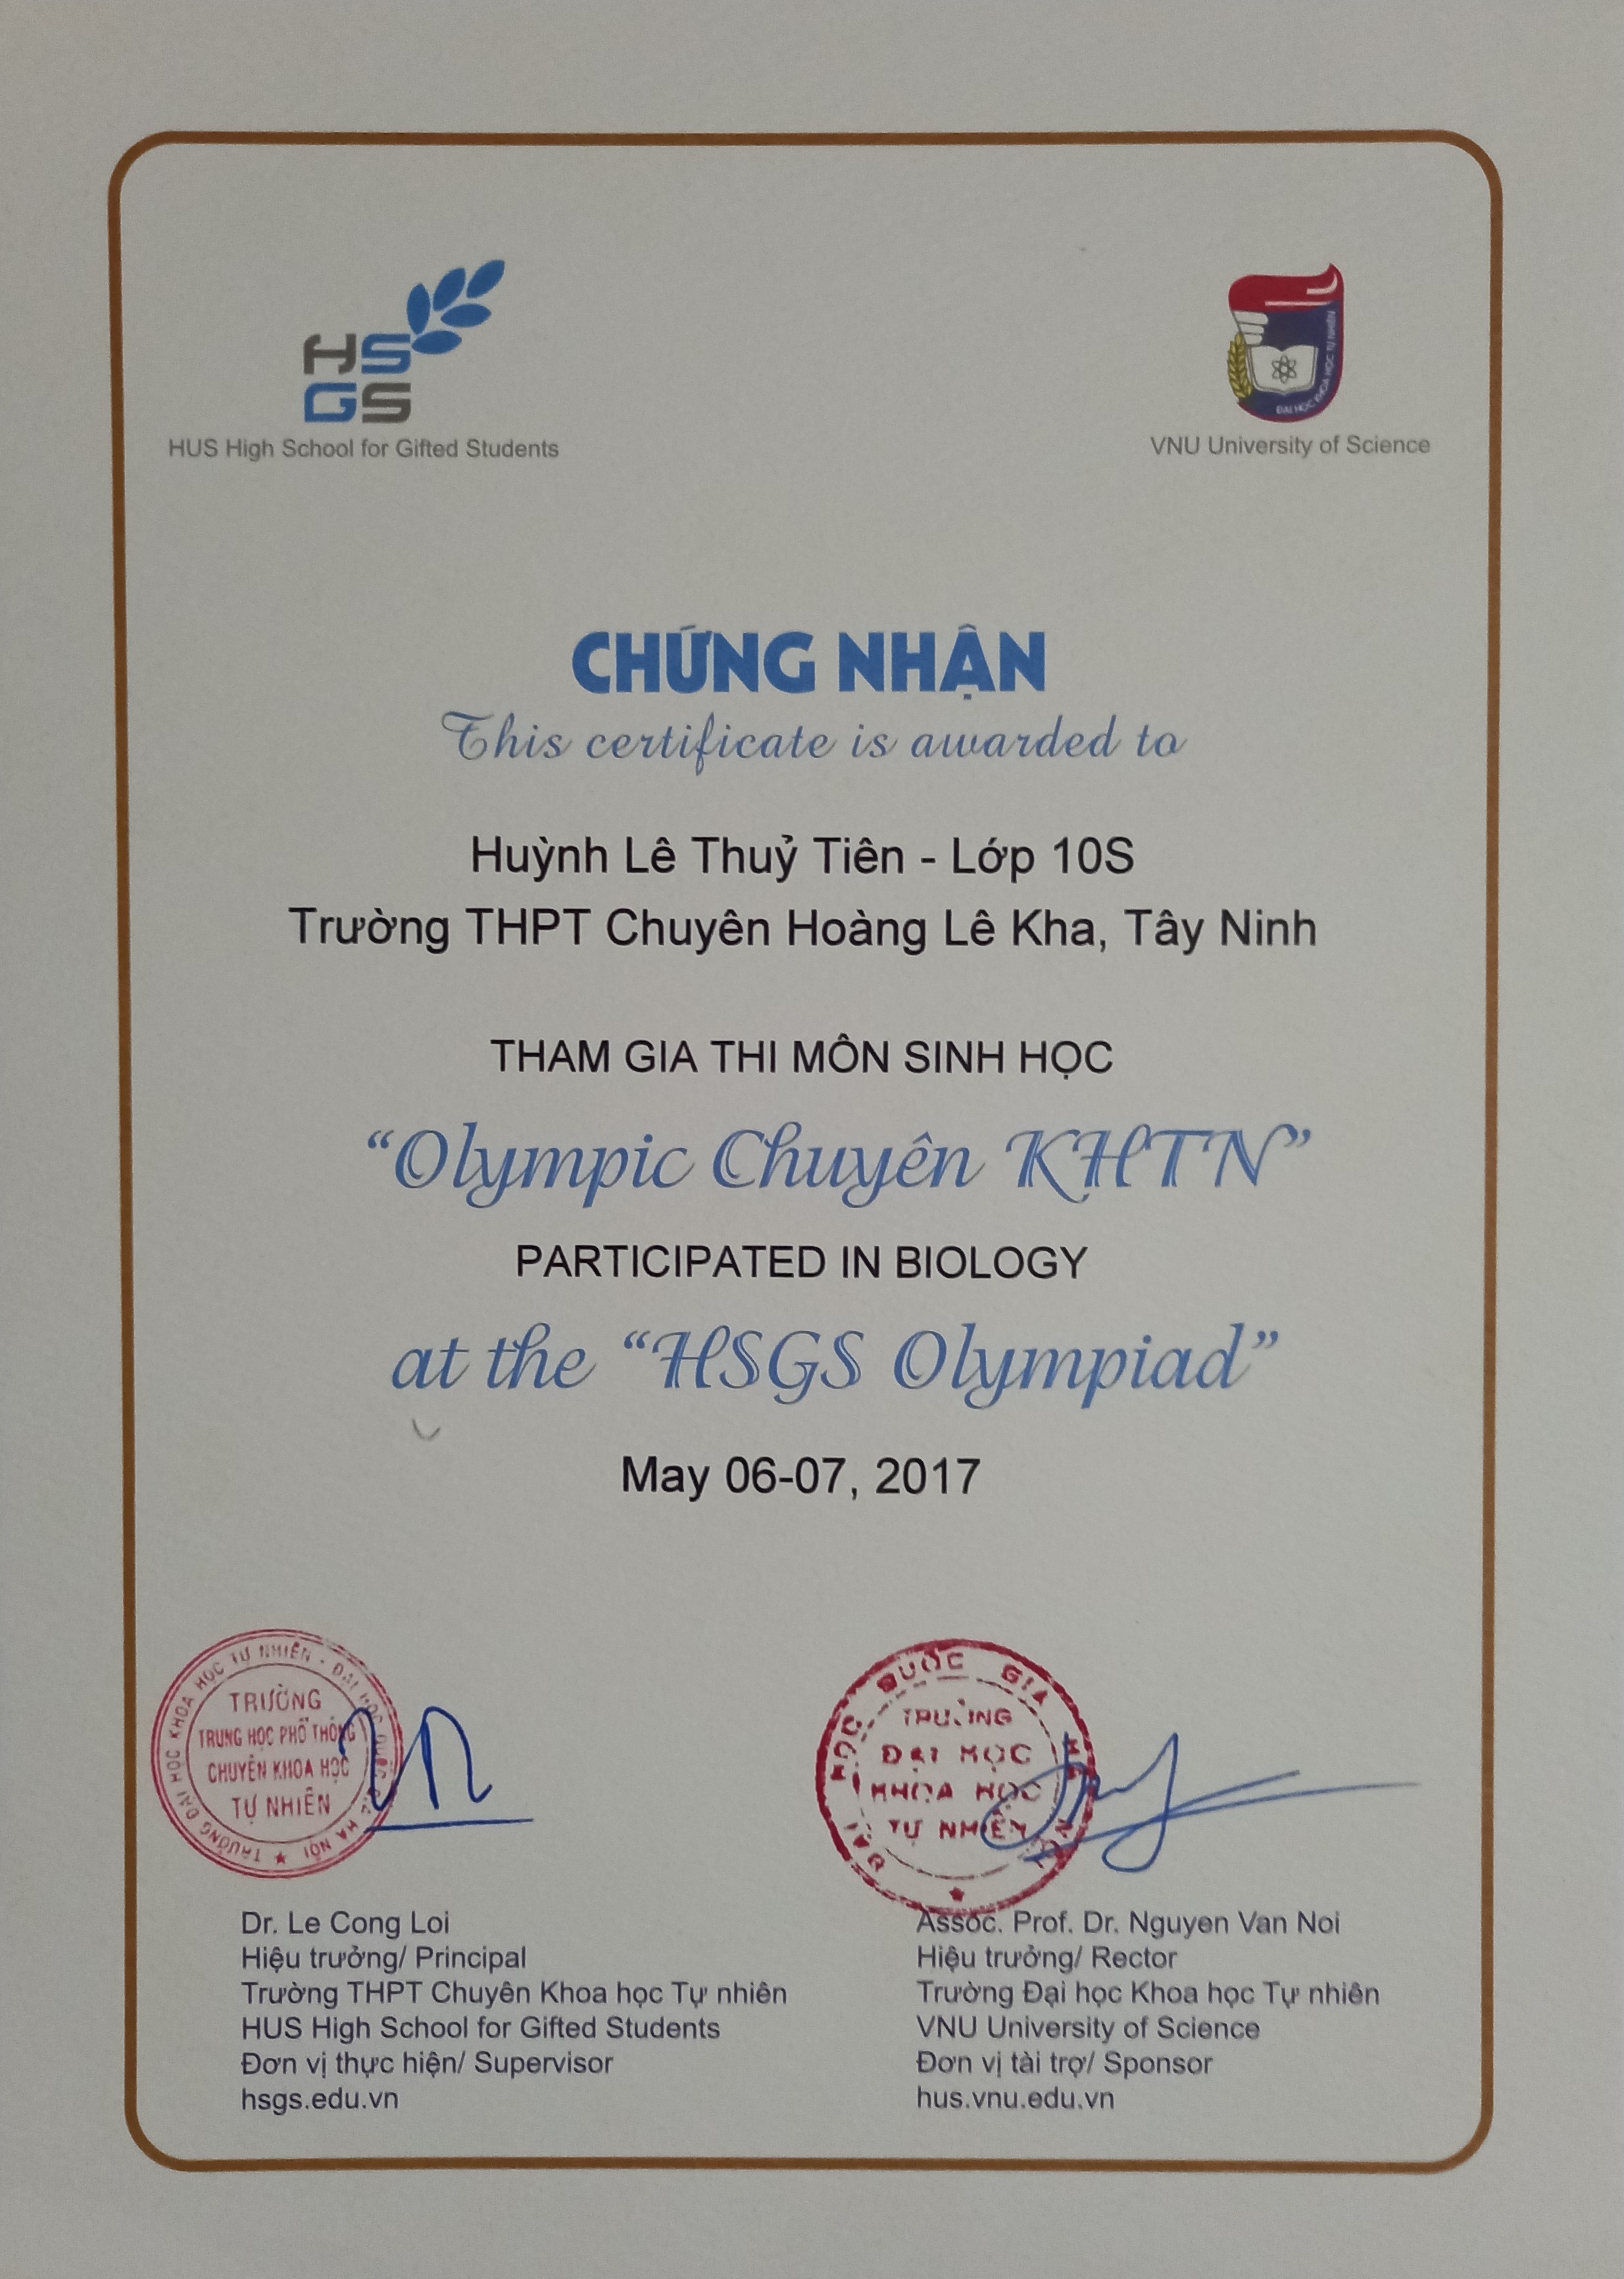 HS
GS
HUS High School for Gifted Students
ĐẠI HỌC KHOA HỌC TỰ NHIÊN
VNU University of Science
CHỨNG NHẬN
This certificate is awarded to
Huỳnh Lê Thuỷ Tiên - Lớp 10S
Trường THPT Chuyên Hoàng Lê Kha, Tây Ninh
THAM GIA THI MÔN SINH HỌC
“Olympic Chuyên KHTN”
PARTICIPATED IN BIOLOGY
at the “HSGS Olympiad”
May 06-07, 2017
TRƯỜNG ĐẠI HỌC KHOA HỌC TỰ NHIÊN - ĐẠI HỌC QUỐC GIA HÀ NỘI
TRƯỜNG
TRUNG HỌC PHỔ THÔNG
CHUYÊN KHOA HỌC
TỰ NHIÊN
ĐẠI HỌC QUỐC GIA HÀ NỘI
TRƯỜNG
ĐẠI HỌC
KHOA HỌC
TỰ NHIÊN
Dr. Le Cong Loi
Hiệu trưởng/ Principal
Trường THPT Chuyên Khoa học Tự nhiên
HUS High School for Gifted Students
Đơn vị thực hiện/ Supervisor
hsgs.edu.vn
Assoc. Prof. Dr. Nguyen Van Noi
Hiệu trưởng/ Rector
Trường Đại học Khoa học Tự nhiên
VNU University of Science
Đơn vị tài trợ/ Sponsor
hus.vnu.edu.vn